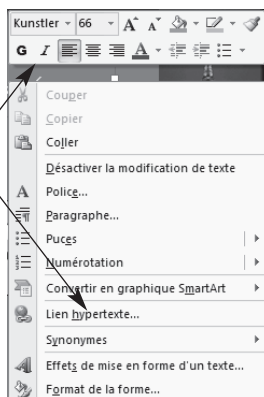 Kunstler 66 A A
G I A
Couper
Copier
Coller
Désactiver la modification de texte
A Police...
Paragraphe...
Puces
Numérotation
Convertir en graphique SmartArt
Lien hypertexte...
Synonymes
Effets de mise en forme d'un texte...
Format de la forme...